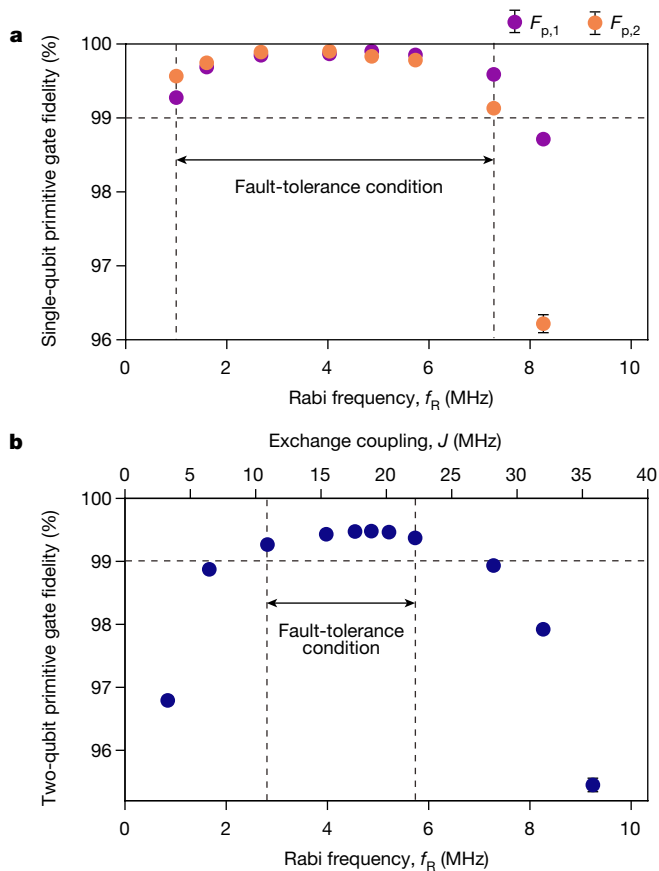 a
F_p,1 F_p,2
Single-qubit primitive gate fidelity (%)
100
99
98
97
96
Fault-tolerance condition
0 2 4 6 8 10
Rabi frequency, f_R (MHz)
b
Exchange coupling, J (MHz)
0 5 10 15 20 25 30 35 40
Two-qubit primitive gate fidelity (%)
100
99
98
97
96
Fault-tolerance
condition
0 2 4 6 8 10
Rabi frequency, f_R (MHz)